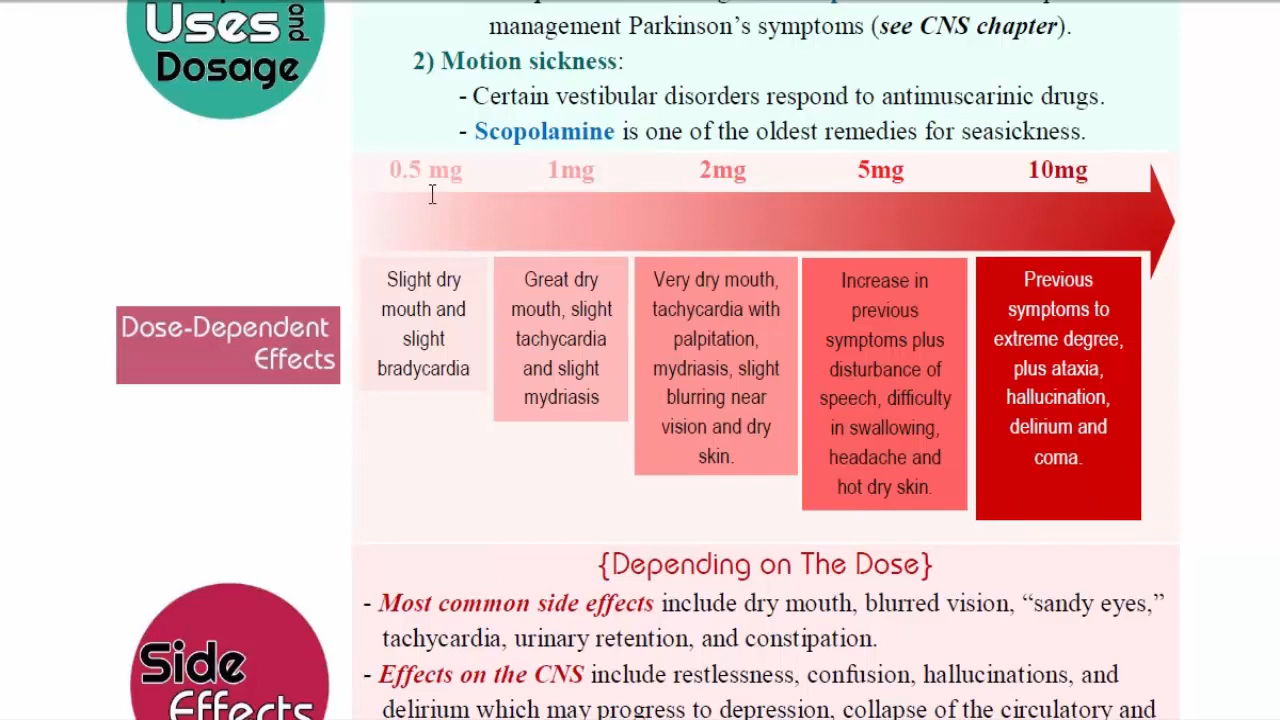 Uses and
Dosage
management Parkinson's symptoms (see CNS chapter).
2) Motion sickness:
- Certain vestibular disorders respond to antimuscarinic drugs.
- Scopolamine is one of the oldest remedies for seasickness.
0.5 mg 1mg 2mg 5mg 10mg
Dose-Dependent
Effects
Slight dry
mouth and
slight
bradycardia
Great dry
mouth, slight
tachycardia
and slight
mydriasis
Very dry mouth,
tachycardia with
palpitation,
mydriasis, slight
blurring near
vision and dry
skin.
Increase in
previous
symptoms plus
disturbance of
speech, difficulty
in swallowing,
headache and
hot dry skin.
Previous
symptoms to
extreme degree,
plus ataxia,
hallucination,
delirium and
coma.
{Depending on The Dose}
- Most common side effects include dry mouth, blurred vision, “sandy eyes,”
tachycardia, urinary retention, and constipation.
Side
Effects
- Effects on the CNS include restlessness, confusion, hallucinations, and
delirium which may progress to depression, collapse of the circulatory and